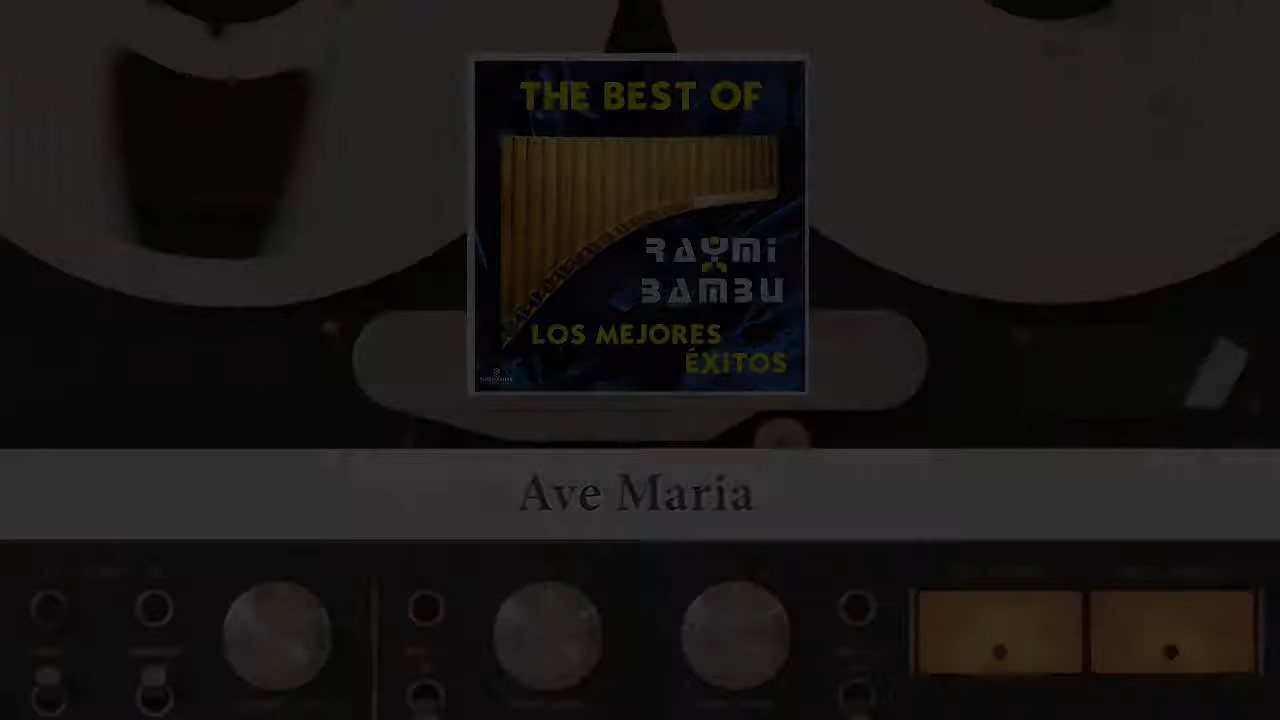 THE BEST OF
RAYMI
BAMBU
LOS MEJORES
ÉXITOS
Ave Maria